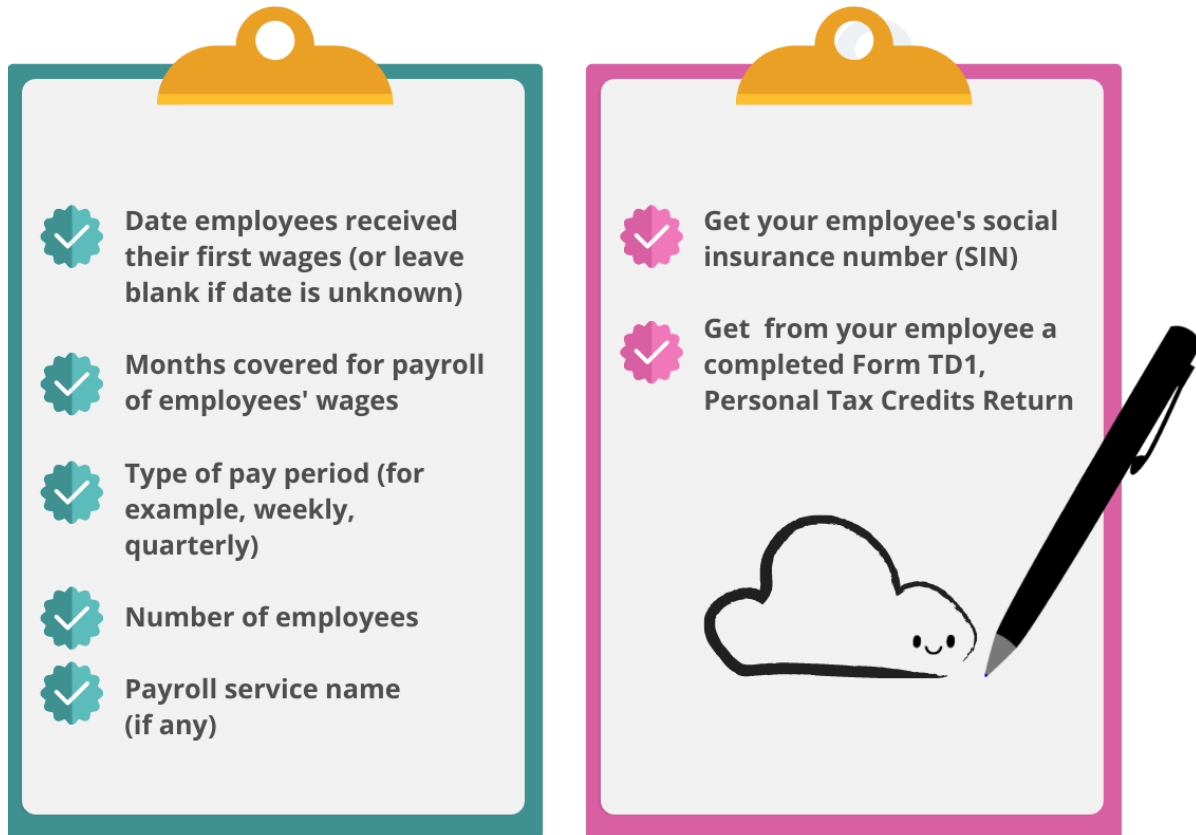 Date employees received
their first wages (or leave
blank if date is unknown)
Months covered for payroll
of employees' wages
Type of pay period (for
example, weekly,
quarterly)
Number of employees
Payroll service name
(if any)
Get your employee's social
insurance number (SIN)
Get  from your employee a
completed Form TD1,
Personal Tax Credits Return